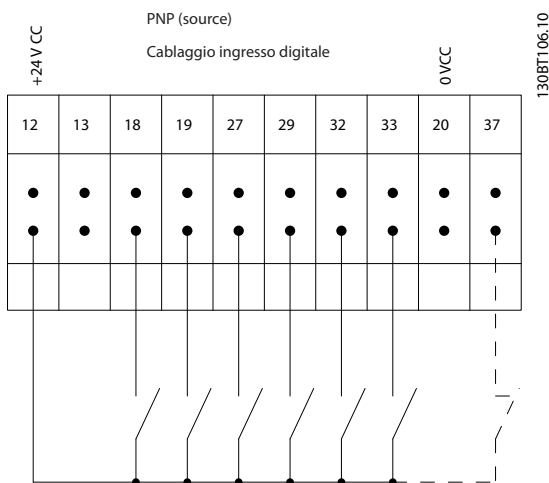 PNP (source)
Cablaggio ingresso digitale
+24 V CC
0 VCC
130BT106.10
12 13 18 19 27 29 32 33 20 37